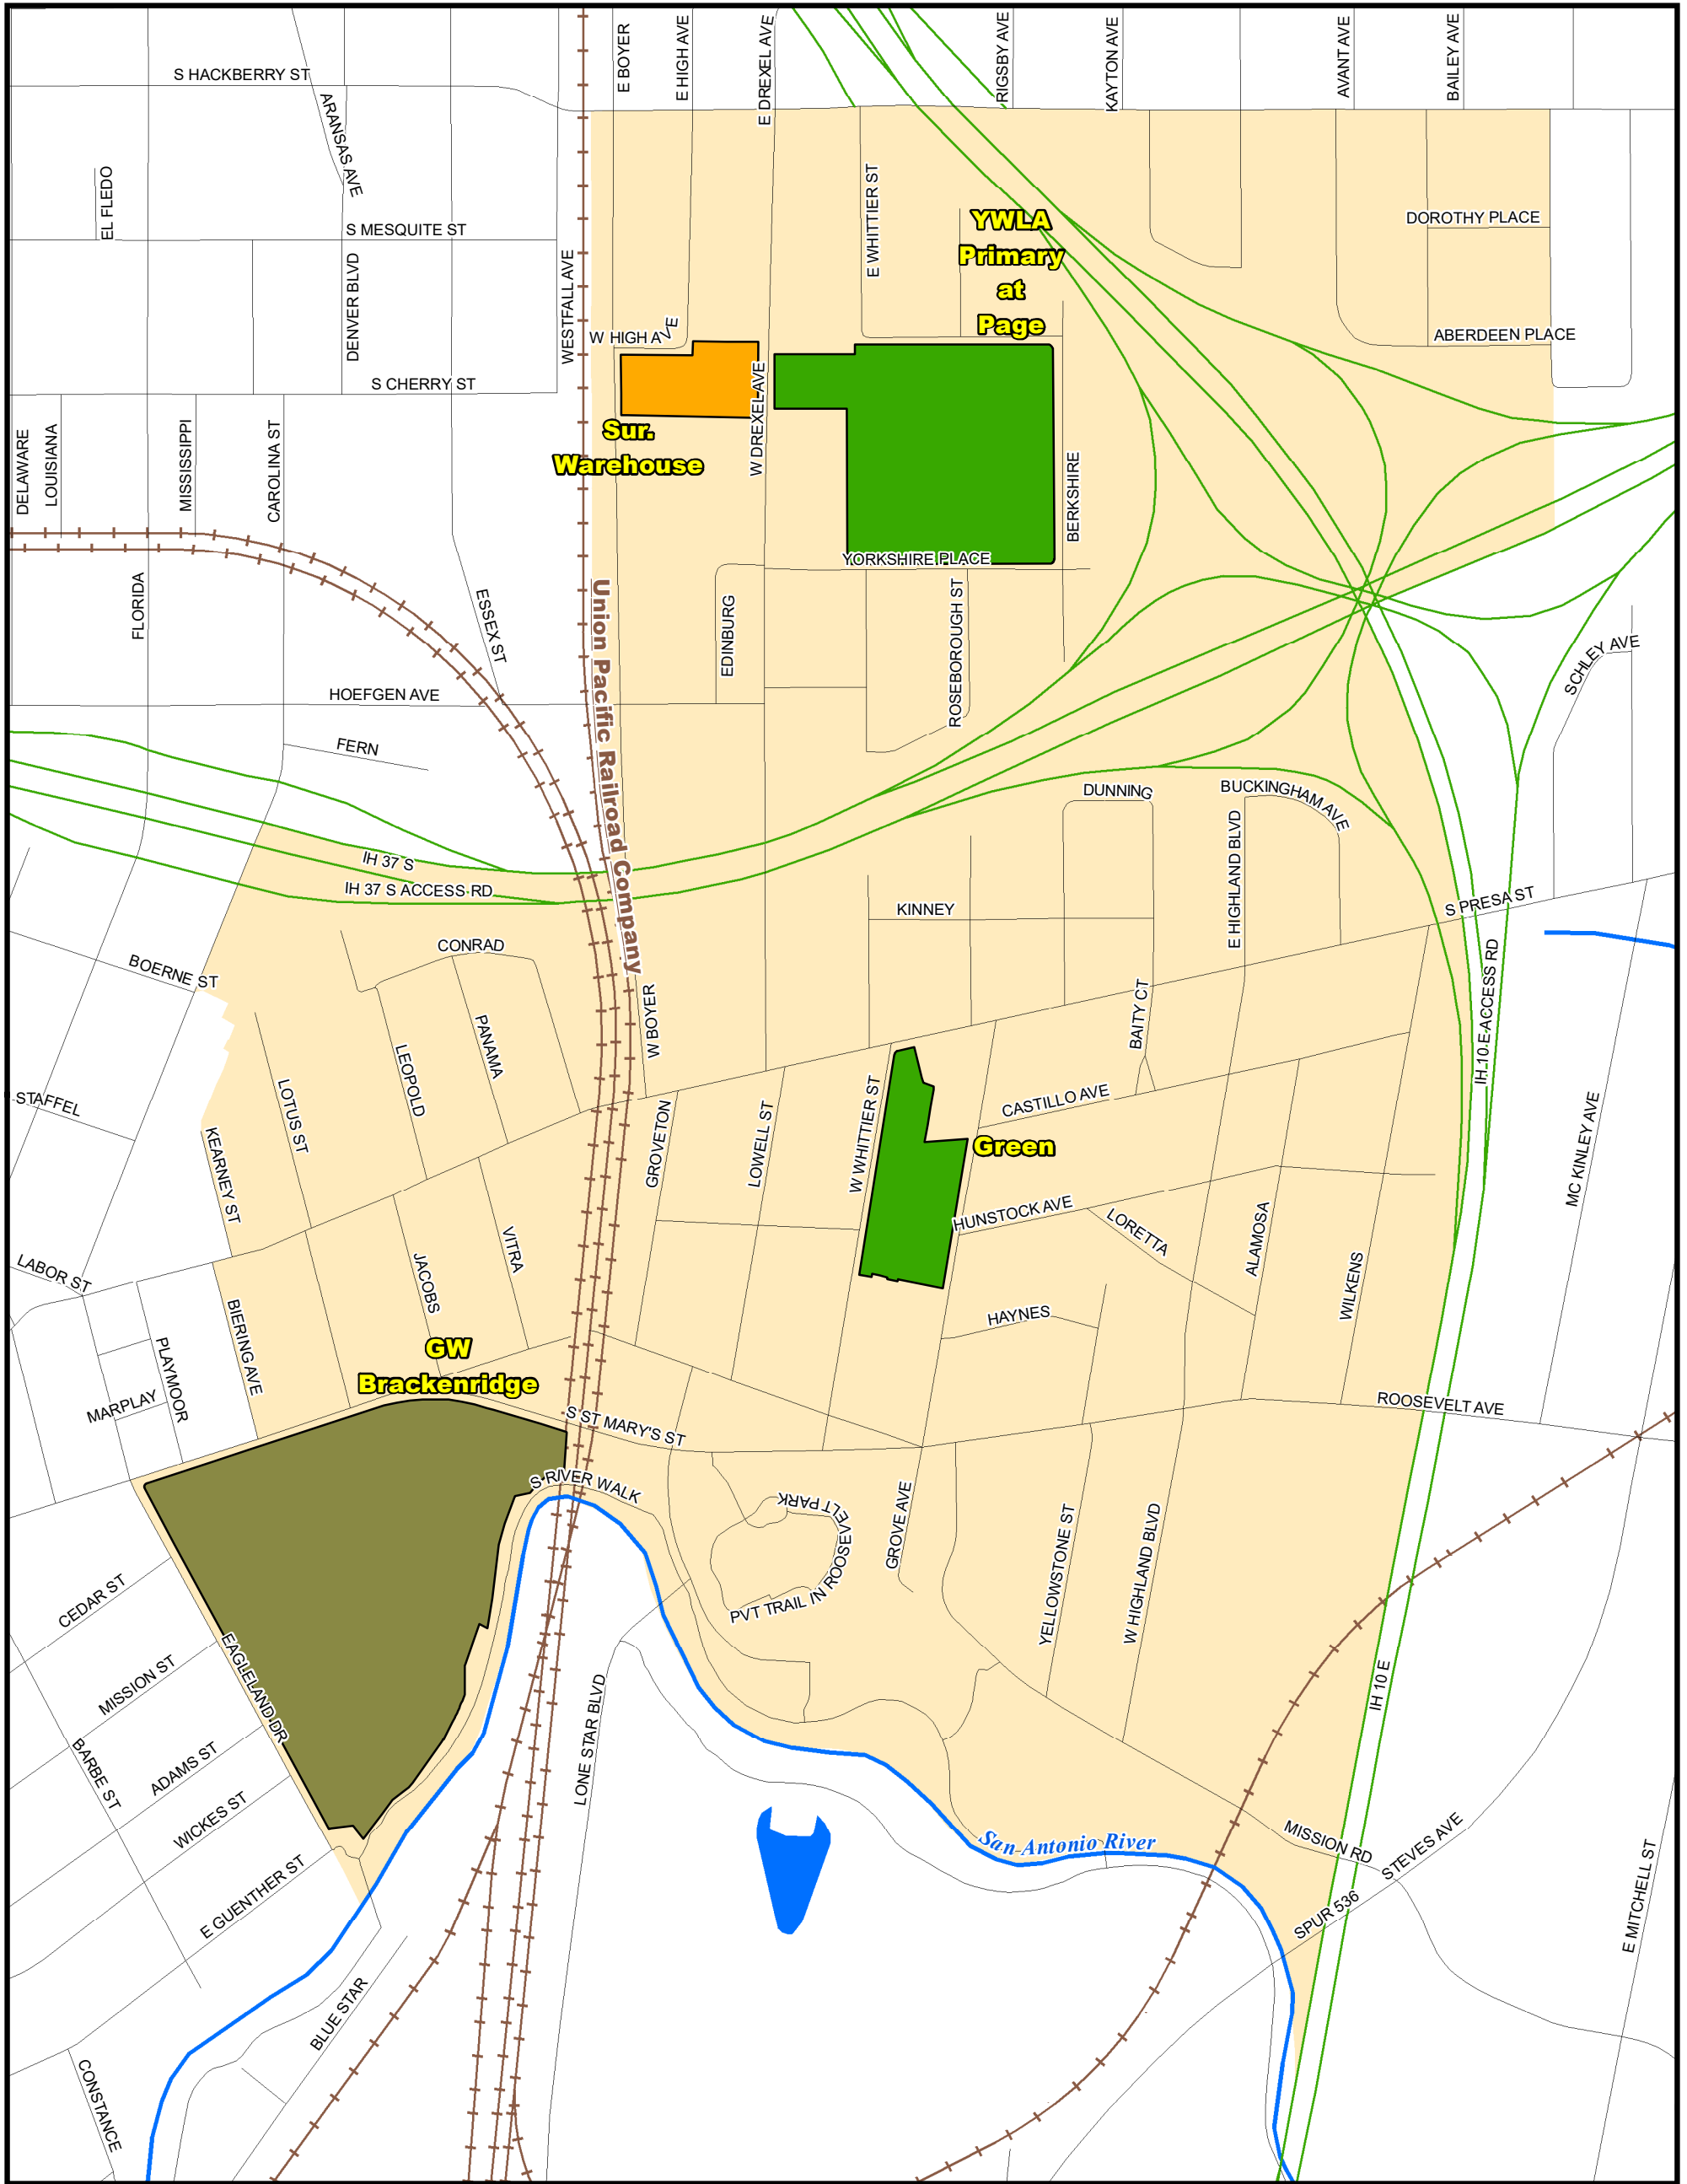 E BOYER
E HIGH AVE
E DREXEL AVE
RIGSBY AVE
KAYTON AVE
AVANT AVE
BAILEY AVE
S HACKBERRY ST
ARANSAS AVE
EL FLEDO
E WHITTIER ST
S MESQUITE ST
DOROTHY PLACE
YWLA
Primary
at
Page
DENVER BLVD
WESTFALL AVE
W HIGH AVE
ABERDEEN PLACE
S CHERRY ST
W DREXEL AVE
Sur.
Warehouse
DELAWARE
LOUISIANA
MISSISSIPPI
CAROLINA ST
BERKSHIRE
YORKSHIRE PLACE
FLORIDA
ESSEX ST
Union Pacific Railroad Company
EDINBURG
ROSEBOROUGH ST
SCHLEY AVE
HOEFGEN AVE
FERN
DUNNING
BUCKINGHAM AVE
IH 37 S
IH 37 S ACCESS RD
E HIGHLAND BLVD
KINNEY
S PRESA ST
CONRAD
BOERNE ST
IH 10 E ACCESS RD
W BOYER
BAITY CT
PANAMA
LEOPOLD
LOTUS ST
STAFFEL
KEARNEY ST
GROVETON
LOWELL ST
W WHITTIER ST
CASTILLO AVE
Green
MC KINLEY AVE
HUNSTOCK AVE
LORETTA
ALAMOSA
VITRA
JACOBS
LABOR ST
WILKENS
BIERING AVE
HAYNES
PLAYMOOR
MARPLAY
GW
Brackenridge
ROOSEVELT AVE
S ST MARY'S ST
S RIVER WALK
PVT TRAIL IN ROOSEVELT PARK
GROVE AVE
YELLOWSTONE ST
W HIGHLAND BLVD
CEDAR ST
EAGLELAND DR
MISSION ST
IH 10 E
LONE STAR BLVD
BARBE ST
ADAMS ST
WICKES ST
San Antonio River
MISSION RD
STEVES AVE
E GUENTHER ST
SPUR 536
E MITCHELL ST
BLUE STAR
CONSTANCE